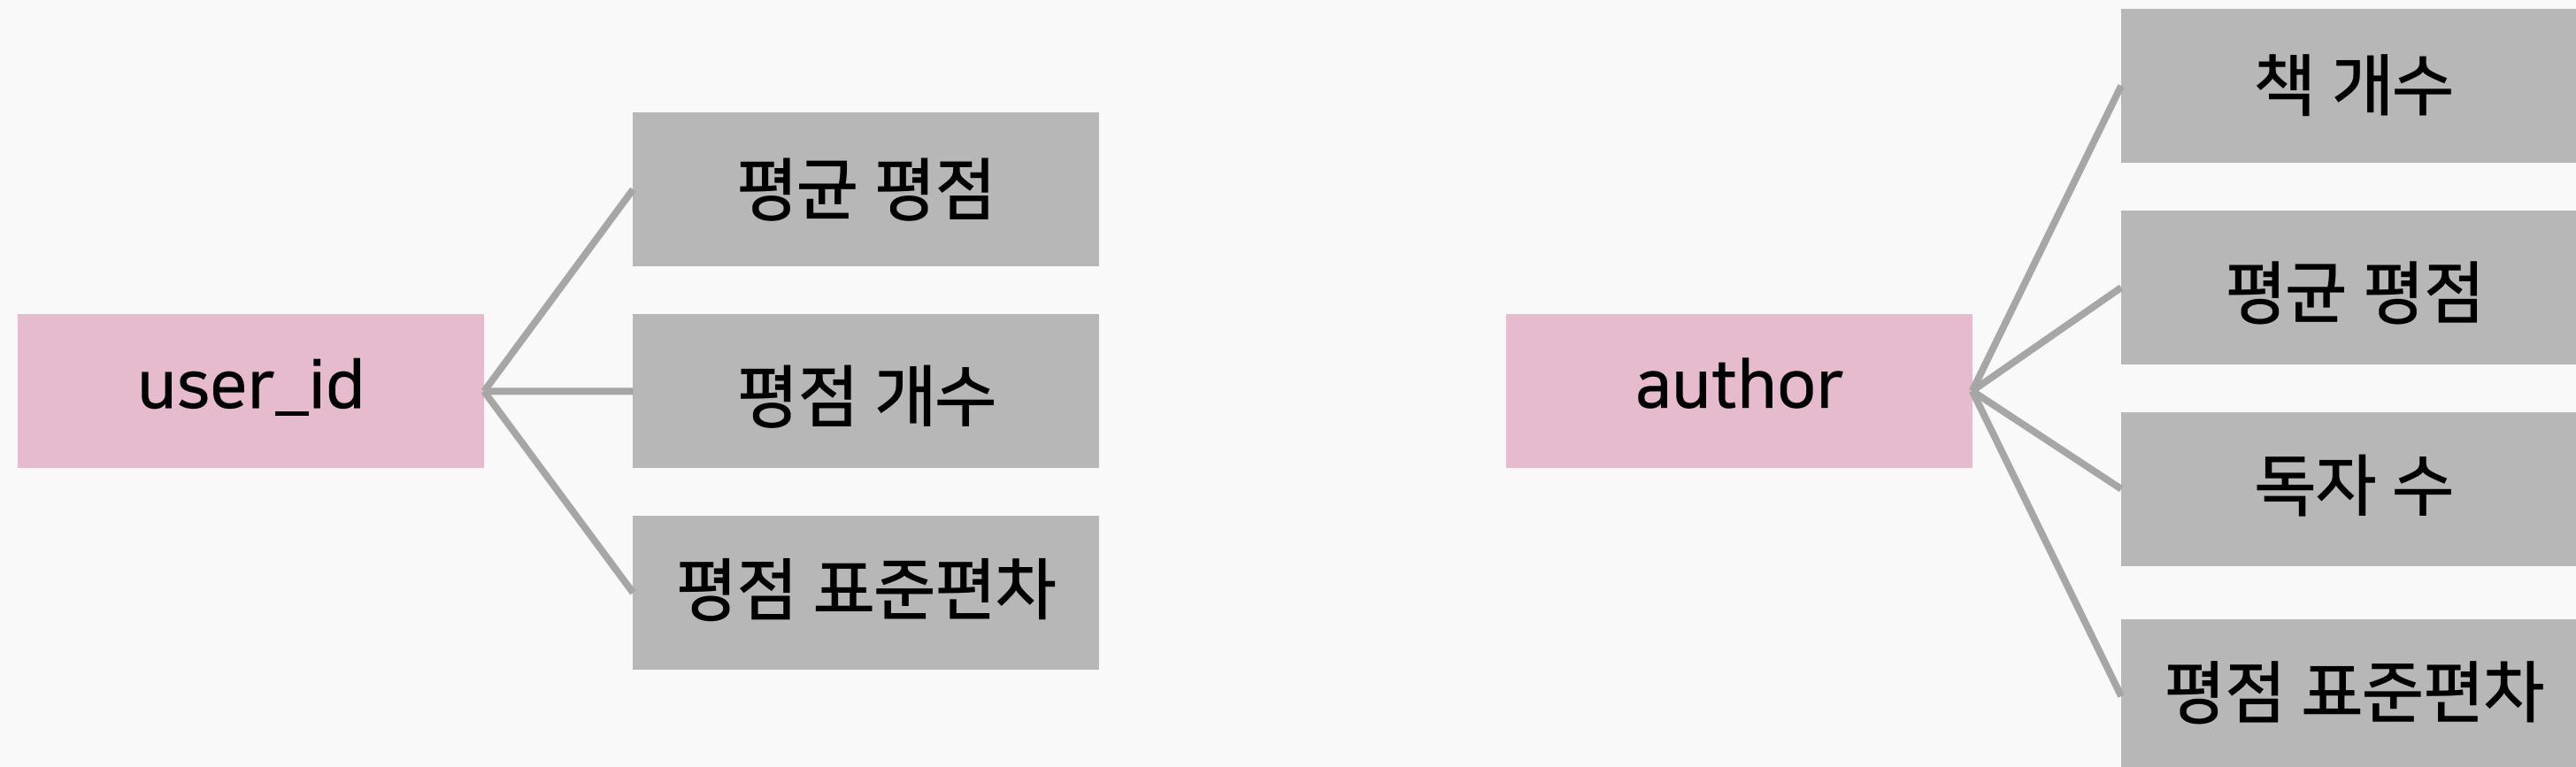 user_id
평균 평점
평점 개수
평점 표준편차
author
책 개수
평균 평점
독자 수
평점 표준편차